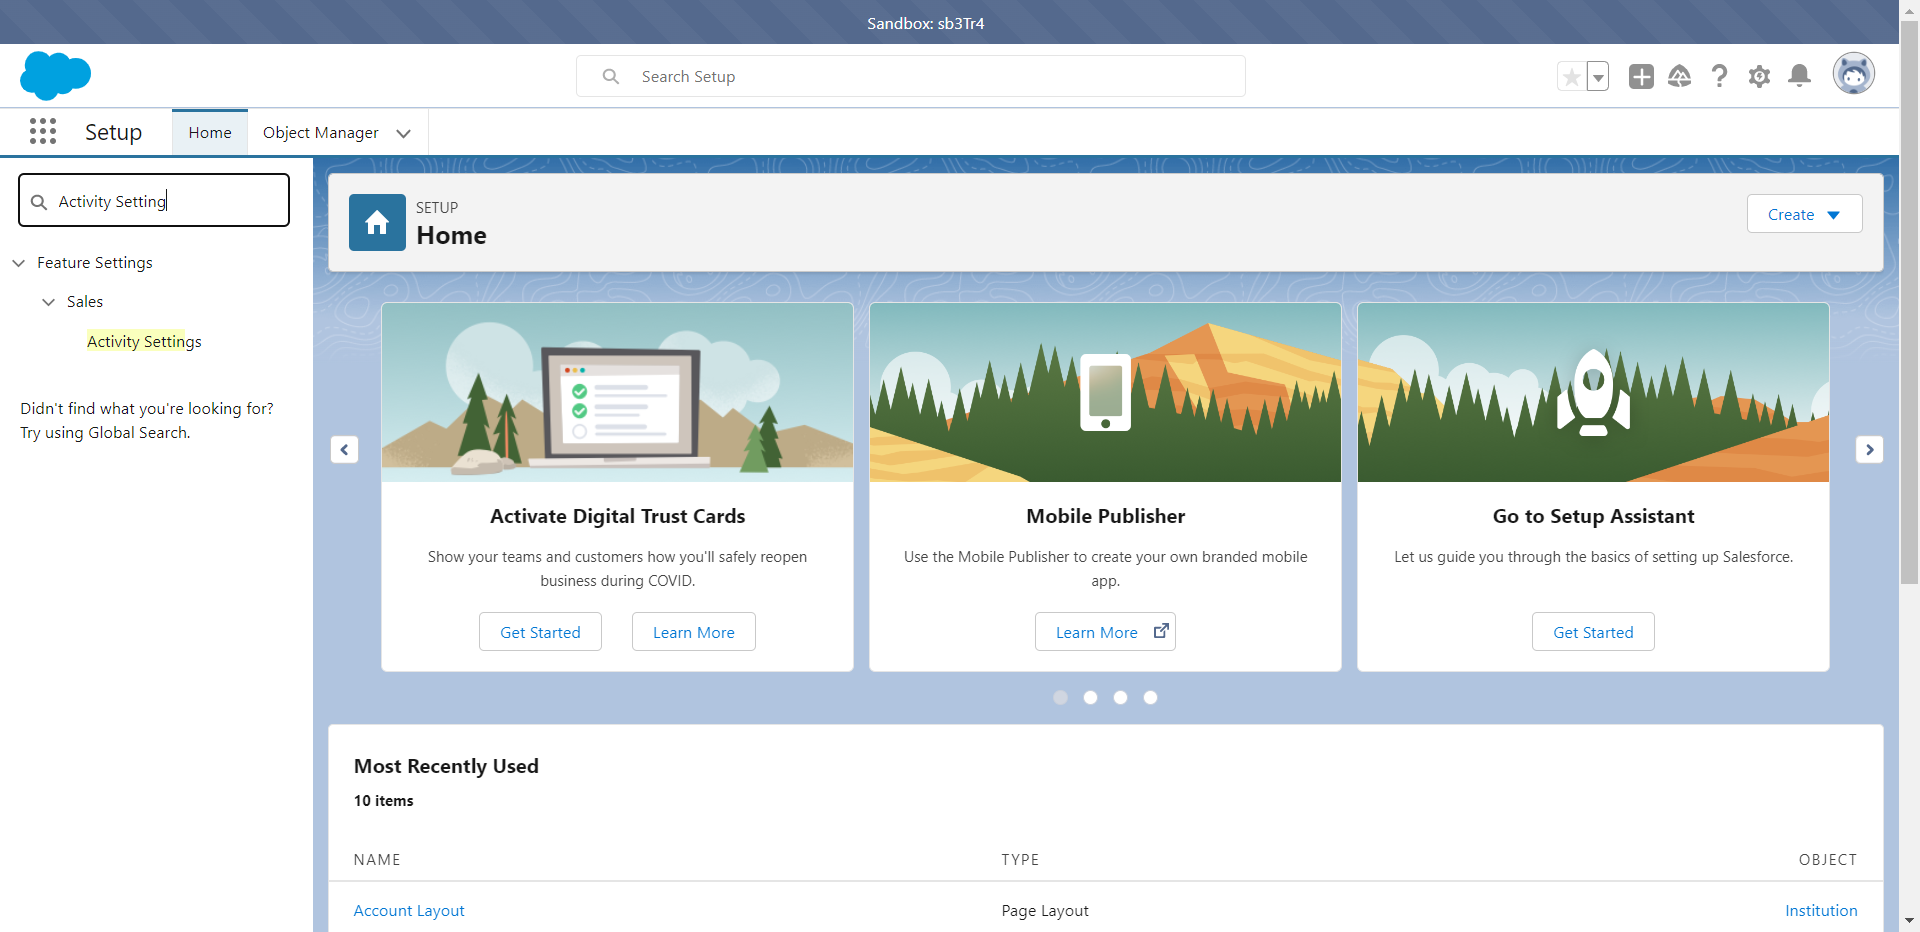 Sandbox: sb3Tr4
Search Setup
Setup
Home
Object Manager
Activity Setting
Feature Settings
Sales
Activity Settings
Didn't find what you're looking for?
Try using Global Search.
SETUP
Home
Create
Activate Digital Trust Cards
Show your teams and customers how you'll safely reopen
business during COVID.
Get Started
Learn More
Mobile Publisher
Use the Mobile Publisher to create your own branded mobile
app.
Learn More
Go to Setup Assistant
Let us guide you through the basics of setting up Salesforce.
Get Started
Most Recently Used
10 items
NAME
TYPE
OBJECT
Account Layout
Page Layout
Institution